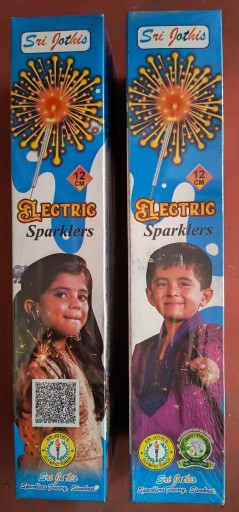 Sri Jothis
12
CM
ELECTRIC
Sparklers
Sri Jothis
Sparklers Factory, Sivakasi.
Sri Jothis
12
CM
ELECTRIC
Sparklers
Sri Jothis
Sparklers Factory, Sivakasi.